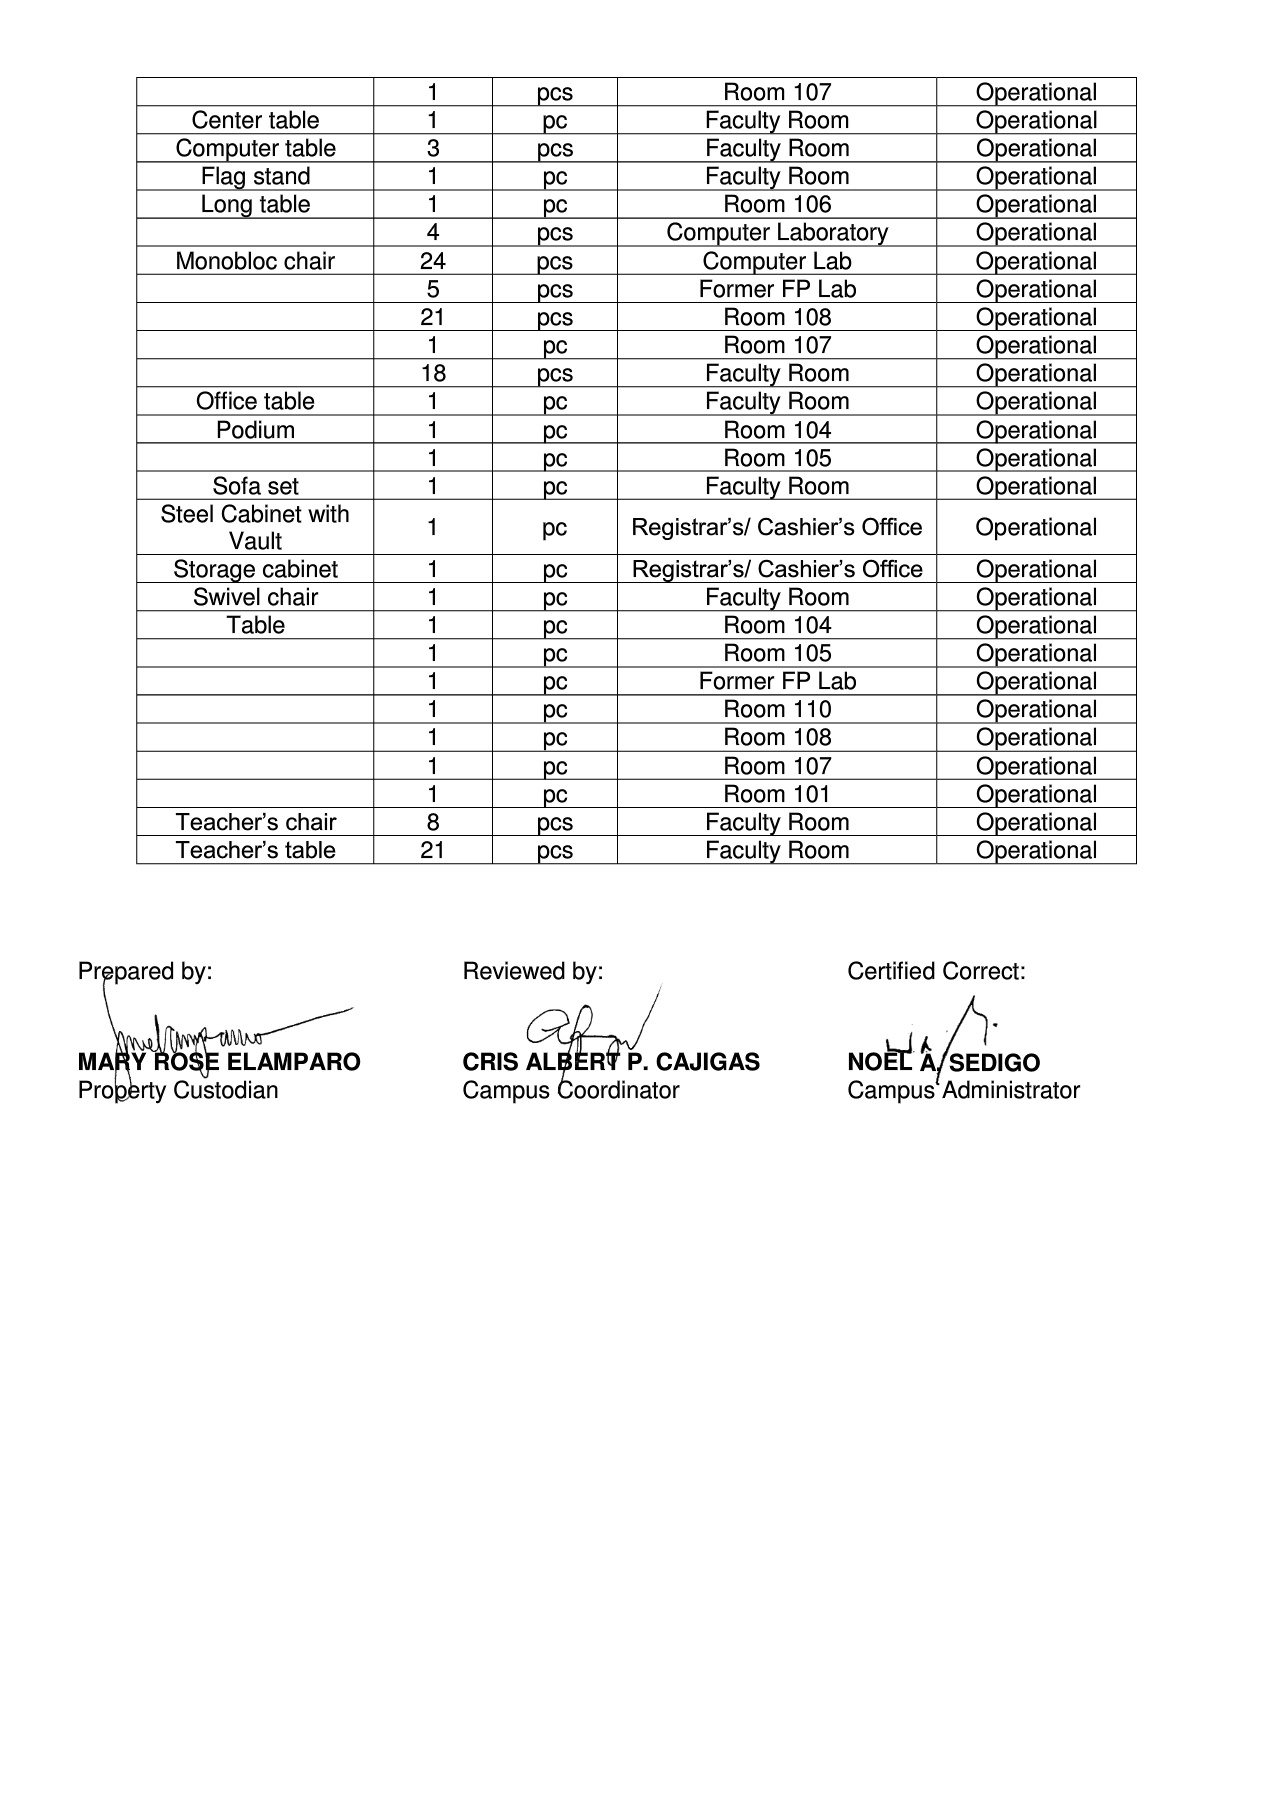 1 pcs Room 107 Operational
Center table 1 pc Faculty Room Operational
Computer table 3 pcs Faculty Room Operational
Flag stand 1 pc Faculty Room Operational
Long table 1 pc Room 106 Operational
4 pcs Computer Laboratory Operational
Monobloc chair 24 pcs Computer Lab Operational
5 pcs Former FP Lab Operational
21 pcs Room 108 Operational
1 pc Room 107 Operational
18 pcs Faculty Room Operational
Office table 1 pc Faculty Room Operational
Podium 1 pc Room 104 Operational
1 pc Room 105 Operational
Sofa set 1 pc Faculty Room Operational
Steel Cabinet with
Vault 1 pc Registrar’s/ Cashier’s Office Operational
Storage cabinet 1 pc Registrar’s/ Cashier’s Office Operational
Swivel chair 1 pc Faculty Room Operational
Table 1 pc Room 104 Operational
1 pc Room 105 Operational
1 pc Former FP Lab Operational
1 pc Room 110 Operational
1 pc Room 108 Operational
1 pc Room 107 Operational
1 pc Room 101 Operational
Teacher’s chair 8 pcs Faculty Room Operational
Teacher’s table 21 pcs Faculty Room Operational
Prepared by: Reviewed by: Certified Correct:
MARY ROSE ELAMPARO CRIS ALBERT P. CAJIGAS NOEL A. SEDIGO
Property Custodian Campus Coordinator Campus Administrator